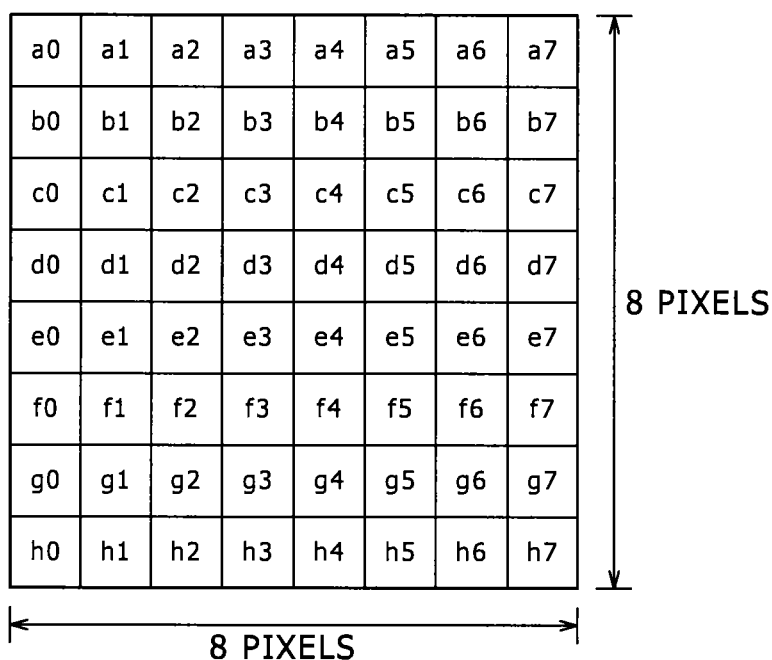 a0 a1 a2 a3 a4 a5 a6 a7
b0 b1 b2 b3 b4 b5 b6 b7
c0 c1 c2 c3 c4 c5 c6 c7
d0 d1 d2 d3 d4 d5 d6 d7
8 PIXELS
e0 e1 e2 e3 e4 e5 e6 e7
f0 f1 f2 f3 f4 f5 f6 f7
g0 g1 g2 g3 g4 g5 g6 g7
h0 h1 h2 h3 h4 h5 h6 h7
8 PIXELS